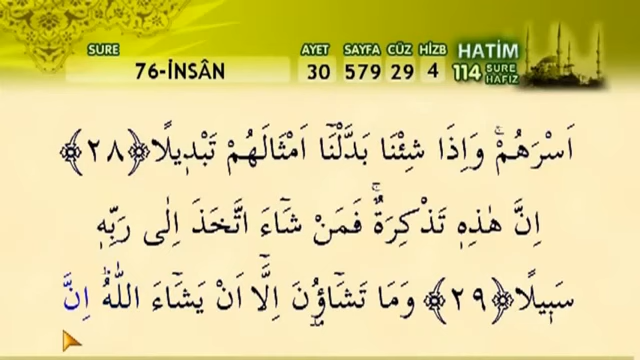 SÛRE AYET SAYFA CÜZ HİZB HATİM
76-İNSÂN 30 579 29 4 114 SURE HAFIZ
اَسْرَهُمْۚ وَاِذَا شِئْنَا بَدَّلْنَٓا اَمْثَالَهُمْ تَبْد۪يلًا﴿٢٨﴾
اِنَّ هٰذِه۪ تَذْكِرَةٌۚ فَمَنْ شَٓاءَ اتَّخَذَ اِلٰى رَبِّه۪
سَب۪يلًا﴿٢٩﴾ وَمَا تَشَٓاؤُ۫نَ اِلَّٓا اَنْ يَشَٓاءَ اللّٰهُۜ اِنَّ